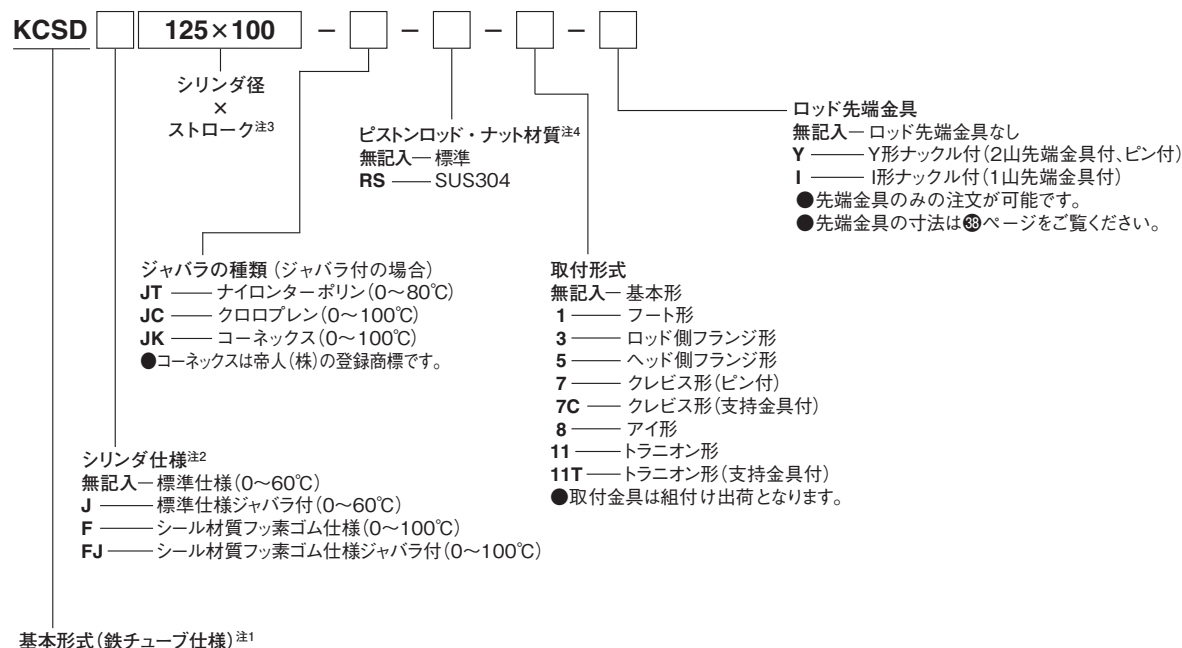 KCSD 125×100 － － － －
シリンダ径
×
ストローク注3
ピストンロッド・ナット材質注4
無記入 標準
RS SUS304
ロッド先端金具
無記入 ロッド先端金具なし
Y Y形ナックル付(2山先端金具付、ピン付)
I I形ナックル付(1山先端金具付)
●先端金具のみの注文が可能です。
●先端金具の寸法は㊳ページをご覧ください。
ジャバラの種類(ジャバラ付の場合)
JT ナイロンターポリン(0～80℃)
JC クロロプレン(0～100℃)
JK コーネックス(0～100℃)
●コーネックスは帝人(株)の登録商標です。
取付形式
無記入 基本形
1 フート形
3 ロッド側フランジ形
5 ヘッド側フランジ形
7 クレビス形(ピン付)
7C クレビス形(支持金具付)
8 アイ形
11 トラニオン形
11T トラニオン形(支持金具付)
●取付金具は組付け出荷となります。
シリンダ仕様注2
無記入 標準仕様(0～60℃)
J 標準仕様ジャバラ付(0～60℃)
F シール材質フッ素ゴム仕様(0～100℃)
FJ シール材質フッ素ゴム仕様ジャバラ付(0～100℃)
基本形式(鉄チューブ仕様)注1